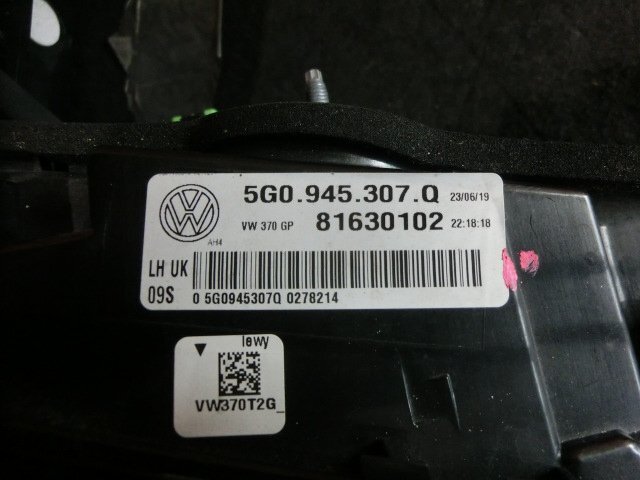 5G0.945.307.Q 23/06/19
VW 370 GP 81630102 22:18:18
AH4
LH UK
09S 0 5G0945307Q 0278214
lewy
VW370T2G_